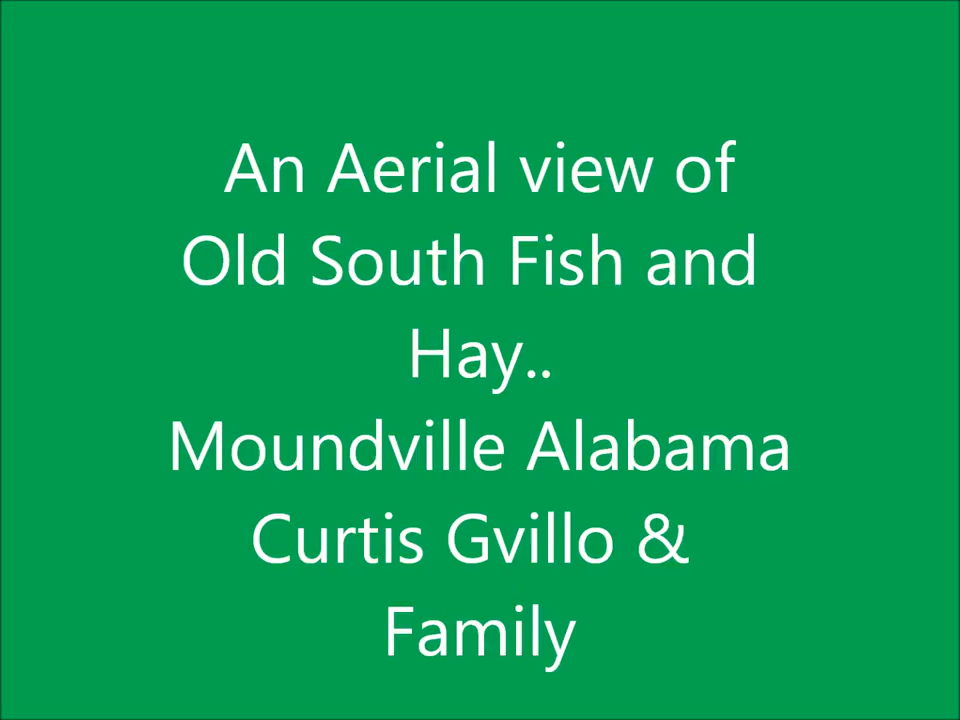 An Aerial view of
Old South Fish and
Hay..
Moundville Alabama
Curtis Gvillo &
Family